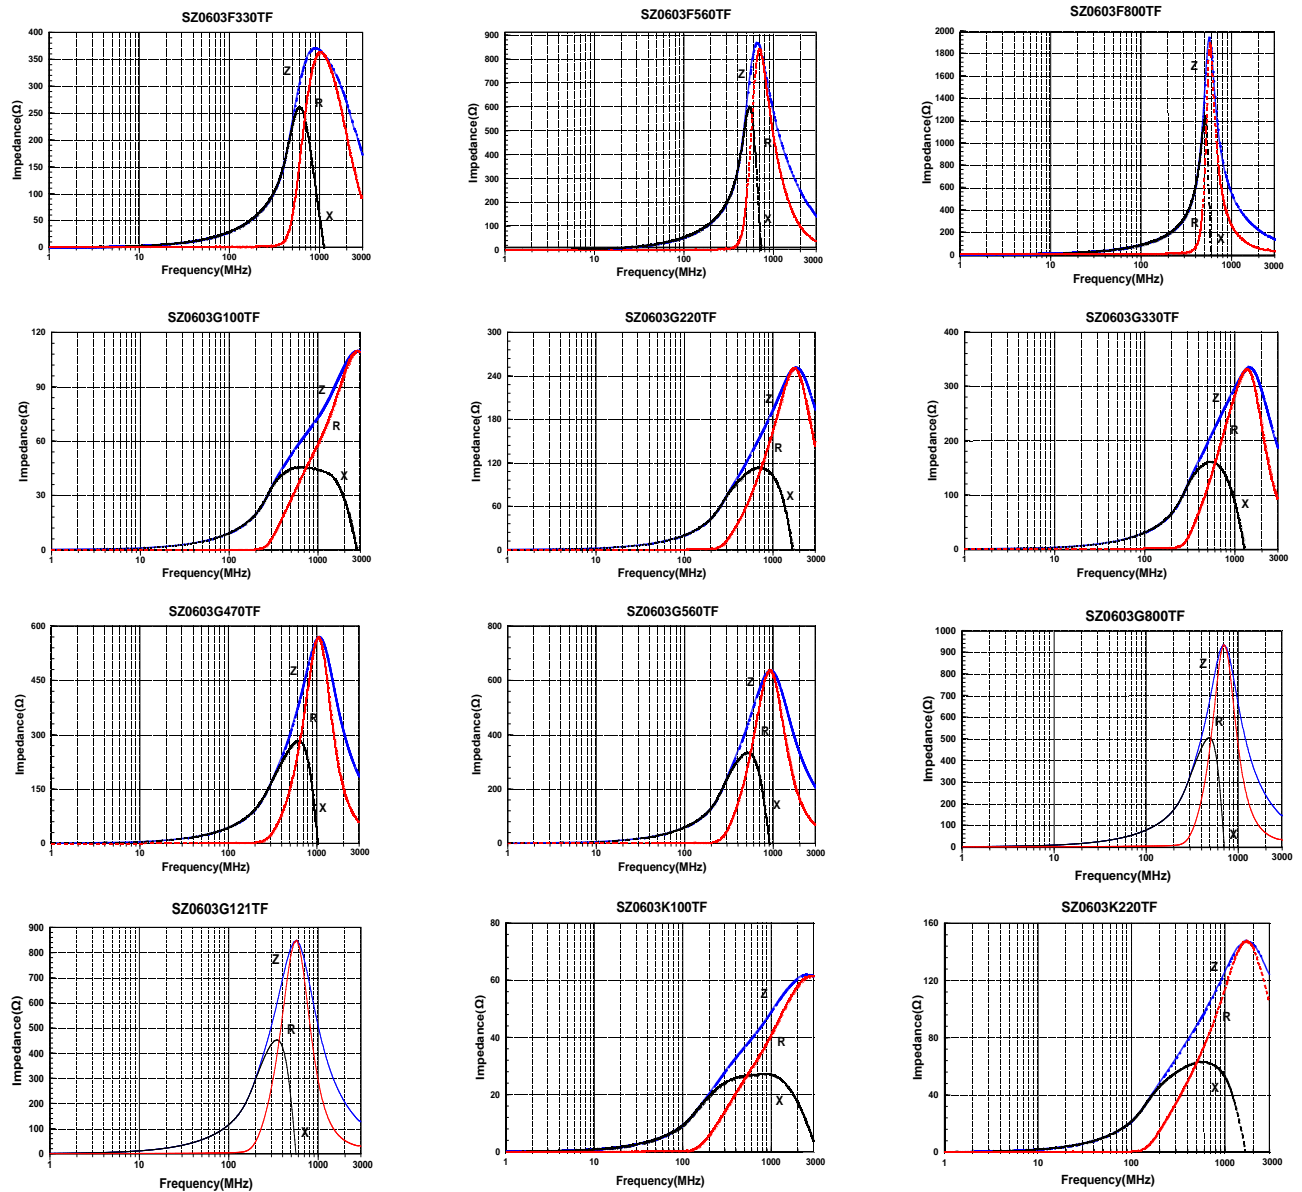 SZ0603F330TF
Impedance(Ω)
400
350
300
250
200
150
100
50
0
Z
R
X
1
10
100
1000
3000
Frequency(MHz)
SZ0603F560TF
Impedance(Ω)
900
800
700
600
500
400
300
200
100
0
Z
R
X
1
10
100
1000
3000
Frequency(MHz)
SZ0603F800TF
Impedance(Ω)
2000
1800
1600
1400
1200
1000
800
600
400
200
0
Z
R
X
1
10
100
1000
3000
Frequency(MHz)
SZ0603G100TF
Impedance(Ω)
120
90
60
30
0
Z
R
X
1
10
100
1000
3000
Frequency(MHz)
SZ0603G220TF
Impedance(Ω)
300
240
180
120
60
0
Z
R
X
1
10
100
1000
3000
Frequency(MHz)
SZ0603G330TF
Impedance(Ω)
400
300
200
100
0
Z
R
X
1
10
100
1000
3000
Frequency(MHz)
SZ0603G470TF
Impedance(Ω)
600
450
300
150
0
Z
R
X
1
10
100
1000
3000
Frequency(MHz)
SZ0603G560TF
Impedance(Ω)
800
600
400
200
0
Z
R
X
1
10
100
1000
3000
Frequency(MHz)
SZ0603G800TF
Impedance(Ω)
1000
900
800
700
600
500
400
300
200
100
0
Z
R
X
1
10
100
1000
3000
Frequency(MHz)
SZ0603G121TF
Impedance(Ω)
900
800
700
600
500
400
300
200
100
0
Z
R
X
1
10
100
1000
3000
Frequency(MHz)
SZ0603K100TF
Impedance(Ω)
80
60
40
20
0
Z
R
X
1
10
100
1000
3000
Frequency(MHz)
SZ0603K220TF
Impedance(Ω)
160
120
80
40
0
Z
R
X
1
10
100
1000
3000
Frequency(MHz)